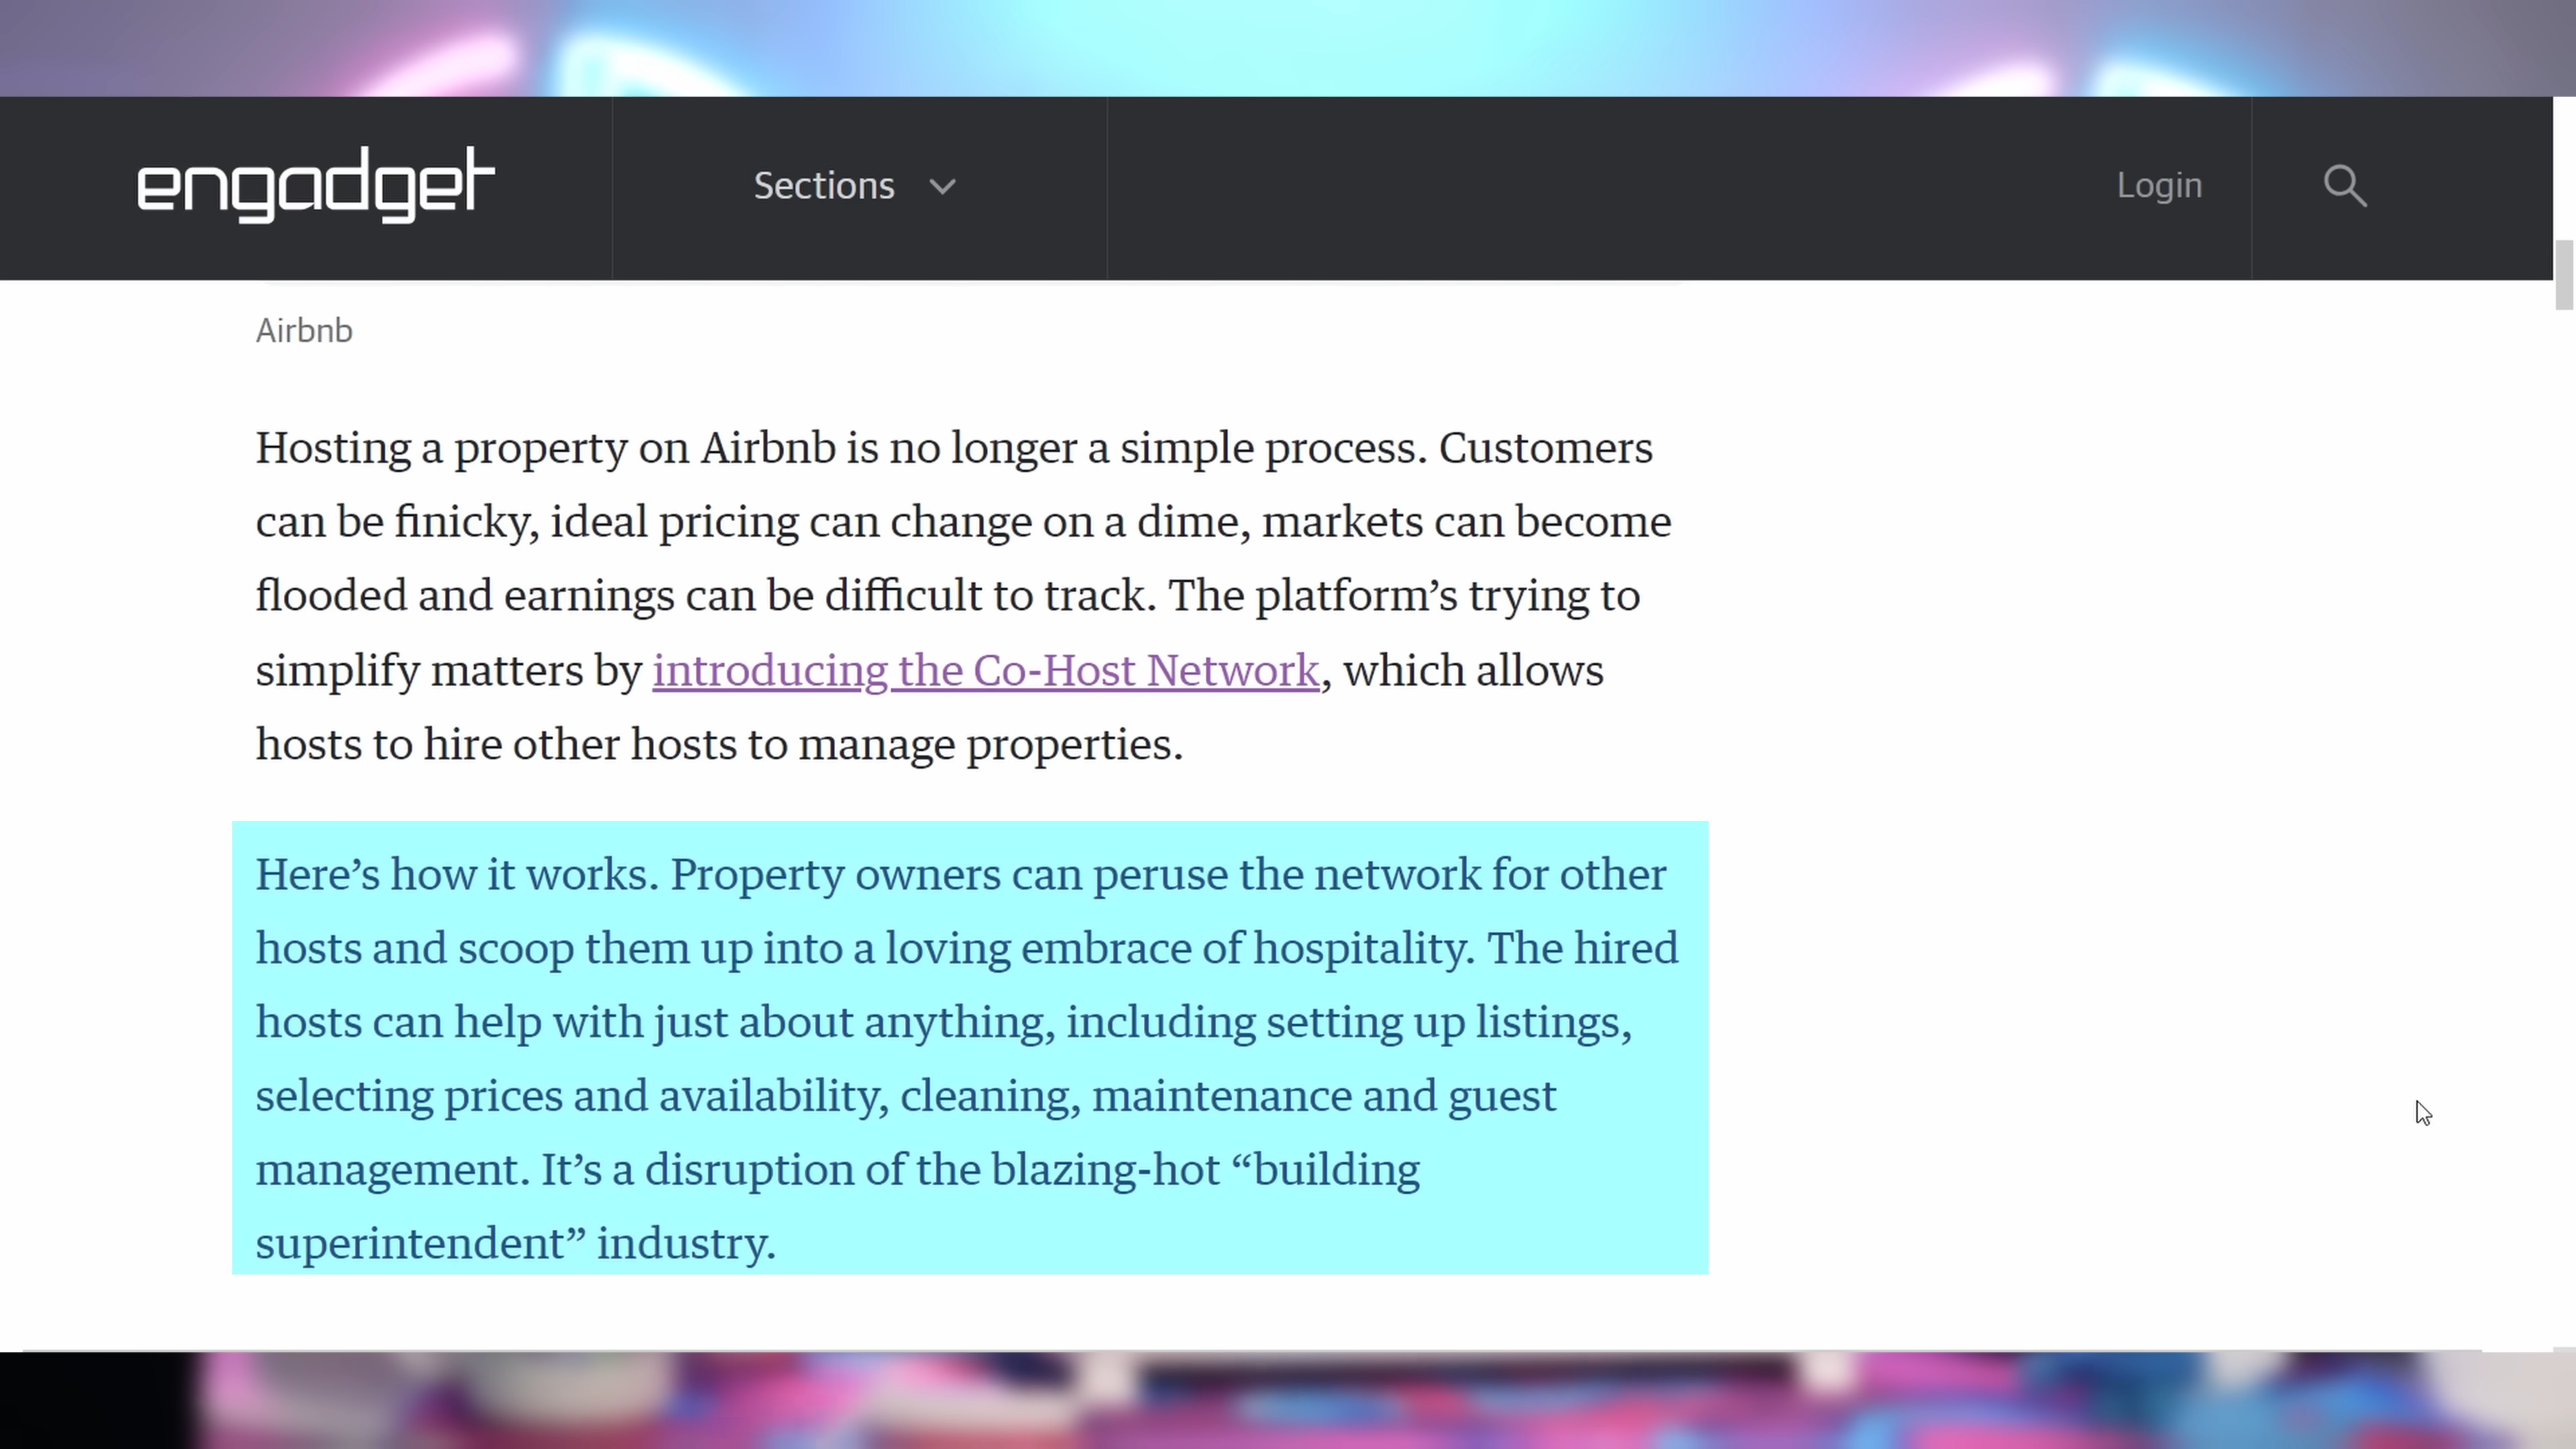 engadget
Sections
Login
Airbnb
Hosting a property on Airbnb is no longer a simple process. Customers
can be finicky, ideal pricing can change on a dime, markets can become
flooded and earnings can be difficult to track. The platform’s trying to
simplify matters by introducing the Co-Host Network, which allows
hosts to hire other hosts to manage properties.
Here’s how it works. Property owners can peruse the network for other
hosts and scoop them up into a loving embrace of hospitality. The hired
hosts can help with just about anything, including setting up listings,
selecting prices and availability, cleaning, maintenance and guest
management. It’s a disruption of the blazing-hot “building
superintendent” industry.